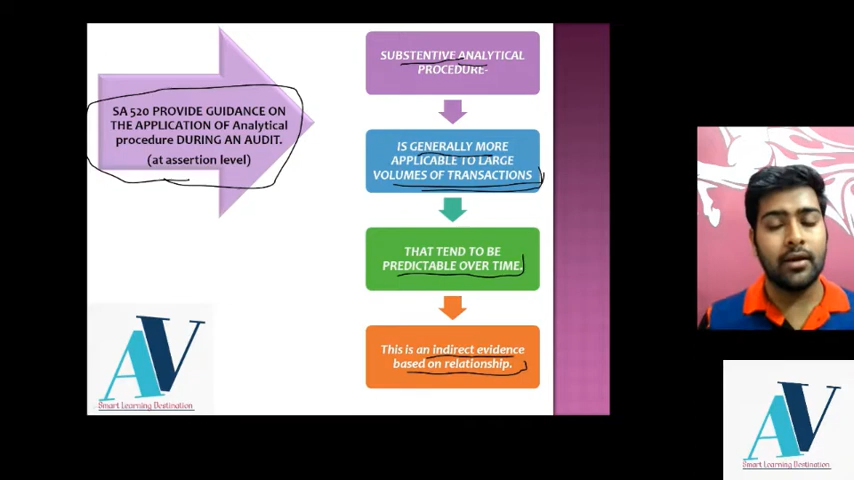 SA 520 PROVIDE GUIDANCE ON
THE APPLICATION OF Analytical
procedure DURING AN AUDIT.
(at assertion level)
SUBSTENTIVE ANALYTICAL
PROCEDURE-
IS GENERALLY MORE
APPLICABLE TO LARGE
VOLUMES OF TRANSACTIONS
THAT TEND TO BE
PREDICTABLE OVER TIME.
This is an indirect evidence
based on relationship.
AV
Smart Learning Destination
AV
Smart Learning Destination